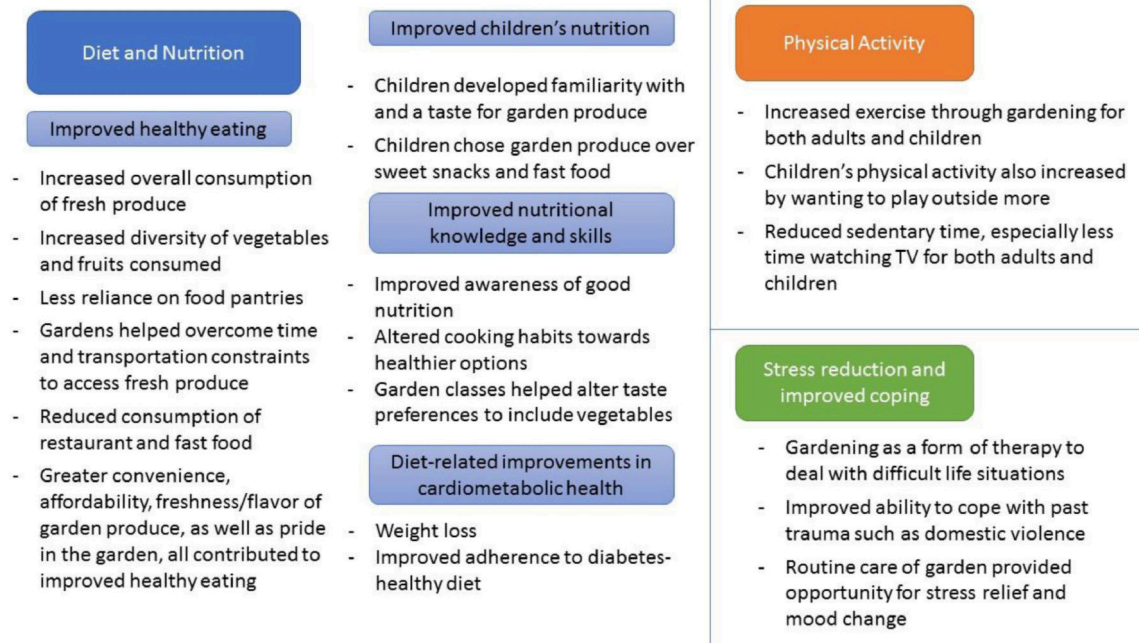 Diet and Nutrition
Improved healthy eating
- Increased overall consumption
of fresh produce
- Increased diversity of vegetables
and fruits consumed
- Less reliance on food pantries
- Gardens helped overcome time
and transportation constraints
to access fresh produce
- Reduced consumption of
restaurant and fast food
- Greater convenience,
affordability, freshness/flavor of
garden produce, as well as pride
in the garden, all contributed to
improved healthy eating
Improved children's nutrition
- Children developed familiarity with
and a taste for garden produce
- Children chose garden produce over
sweet snacks and fast food
Improved nutritional
knowledge and skills
- Improved awareness of good
nutrition
- Altered cooking habits towards
healthier options
- Garden classes helped alter taste
preferences to include vegetables
Diet-related improvements in
cardiometabolic health
- Weight loss
- Improved adherence to diabetes-
healthy diet
Physical Activity
- Increased exercise through gardening for
both adults and children
- Children's physical activity also increased
by wanting to play outside more
- Reduced sedentary time, especially less
time watching TV for both adults and
children
Stress reduction and
improved coping
- Gardening as a form of therapy to
deal with difficult life situations
- Improved ability to cope with past
trauma such as domestic violence
- Routine care of garden provided
opportunity for stress relief and
mood change